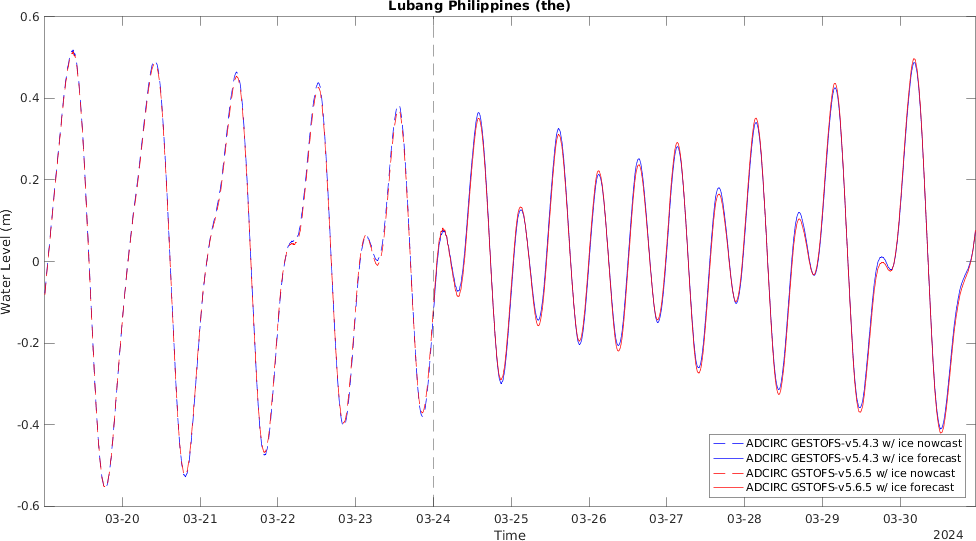 Lubang Philippines (the)
0.6
0.4
0.2
0
-0.2
-0.4
-0.6
Water Level (m)
ADCIRC GESTOFS-v5.4.3 w/ ice nowcast
ADCIRC GESTOFS-v5.4.3 w/ ice forecast
ADCIRC GSTOFS-v5.6.5 w/ ice nowcast
ADCIRC GSTOFS-v5.6.5 w/ ice forecast
03-20 03-21 03-22 03-23 03-24 03-25 03-26 03-27 03-28 03-29 03-30
Time
2024